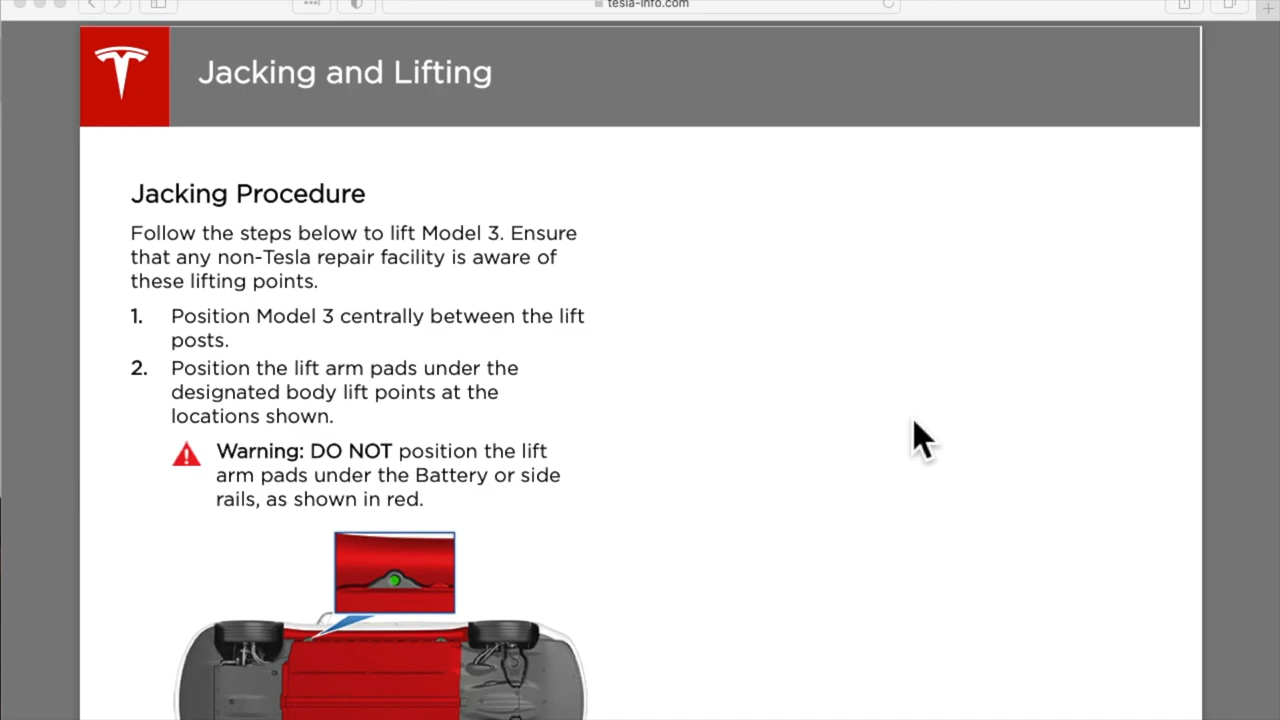 tesla-info.com
Jacking and Lifting
Jacking Procedure
Follow the steps below to lift Model 3. Ensure
that any non-Tesla repair facility is aware of
these lifting points.
1. Position Model 3 centrally between the lift
posts.
2. Position the lift arm pads under the
designated body lift points at the
locations shown.
Warning: DO NOT position the lift
arm pads under the Battery or side
rails, as shown in red.